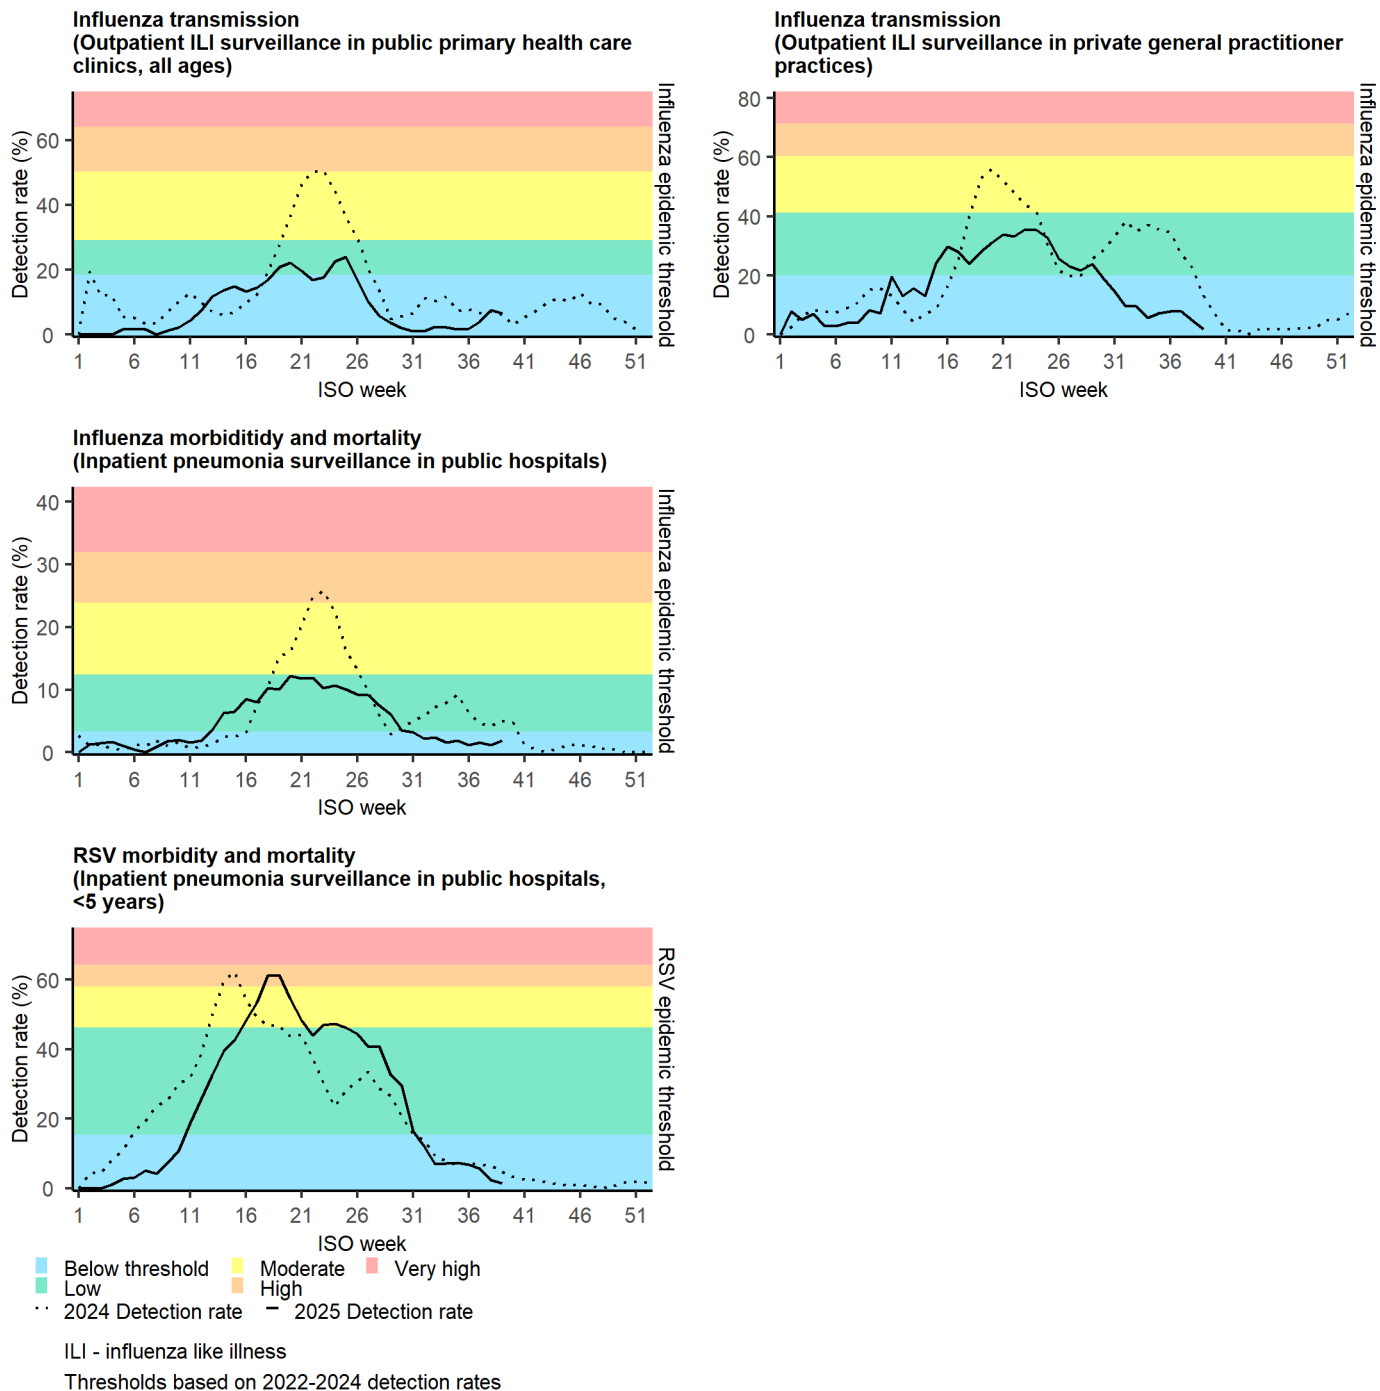 Influenza transmission
(Outpatient ILI surveillance in public primary health care
clinics, all ages)
Detection rate (%)
60
40
20
0
1 6 11 16 21 26 31 36 41 46 51
ISO week
Influenza epidemic threshold
Influenza transmission
(Outpatient ILI surveillance in private general practitioner
practices)
Detection rate (%)
80
60
40
20
0
1 6 11 16 21 26 31 36 41 46 51
ISO week
Influenza epidemic threshold
Influenza morbiditidy and mortality
(Inpatient pneumonia surveillance in public hospitals)
Detection rate (%)
40
30
20
10
0
1 6 11 16 21 26 31 36 41 46 51
ISO week
Influenza epidemic threshold
RSV morbidity and mortality
(Inpatient pneumonia surveillance in public hospitals,
<5 years)
Detection rate (%)
60
40
20
0
1 6 11 16 21 26 31 36 41 46 51
ISO week
RSV epidemic threshold
Below threshold Moderate Very high
Low High
2024 Detection rate 2025 Detection rate
ILI - influenza like illness
Thresholds based on 2022-2024 detection rates